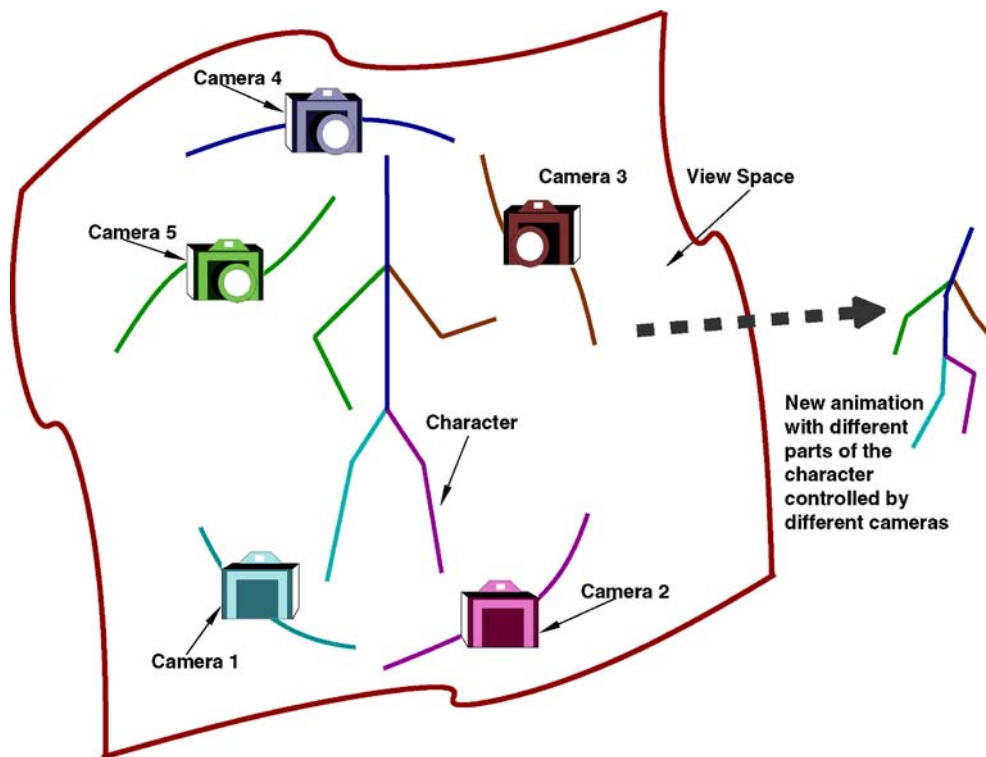 Camera 4
Camera 3
View Space
Camera 5
New animation
with different
parts of the
character
controlled by
different cameras
Character
Camera 2
Camera 1